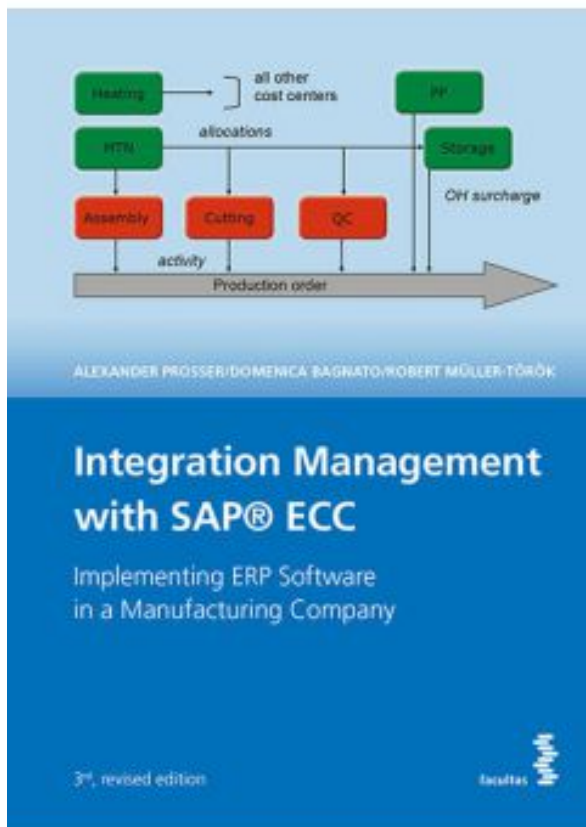 Heating
all other
cost centers
PP
allocations
MTN
Storage
OH surcharge
Assembly
Cutting
QC
activity
Production order
ALEXANDER PROSSER/DOMENICA BAGNATO/ROBERT MÜLLER-TÖRÖK
Integration Management
with SAP® ECC
Implementing ERP Software
in a Manufacturing Company
3rd, revised edition
facultas